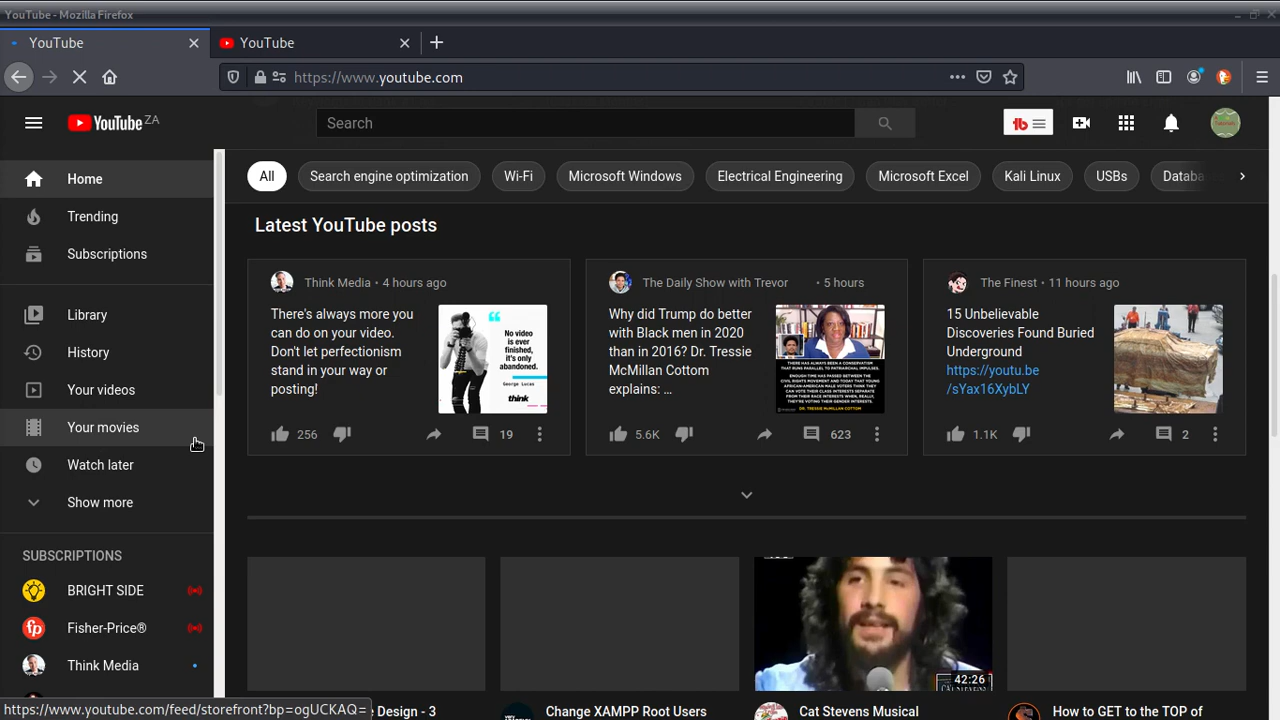 YouTube - Mozilla Firefox
YouTube
YouTube
https://www.youtube.com
YouTube ZA
Search
Home
Trending
Subscriptions
Library
History
Your videos
Your movies
Watch later
Show more
SUBSCRIPTIONS
BRIGHT SIDE
Fisher-Price®
Think Media
All
Search engine optimization
Wi-Fi
Microsoft Windows
Electrical Engineering
Microsoft Excel
Kali Linux
USBs
Databa
Latest YouTube posts
Think Media • 4 hours ago
There's always more you
can do on your video.
Don't let perfectionism
stand in your way or
posting!
No video
is ever
finished,
it's only
abandoned.
George Lucas
think
256
19
The Daily Show with Trevor • 5 hours
Why did Trump do better
with Black men in 2020
than in 2016? Dr. Tressie
McMillan Cottom
explains: ...
DR. TRESSIE MCMILLAN COTTOM
5.6K
623
The Finest • 11 hours ago
15 Unbelievable
Discoveries Found Buried
Underground
https://youtu.be
/sYax16XybLY
1.1K
2
42:26
e Design - 3
Change XAMPP Root Users
Cat Stevens Musical
How to GET to the TOP of
https://www.youtube.com/feed/storefront?bp=ogUCKAQ=